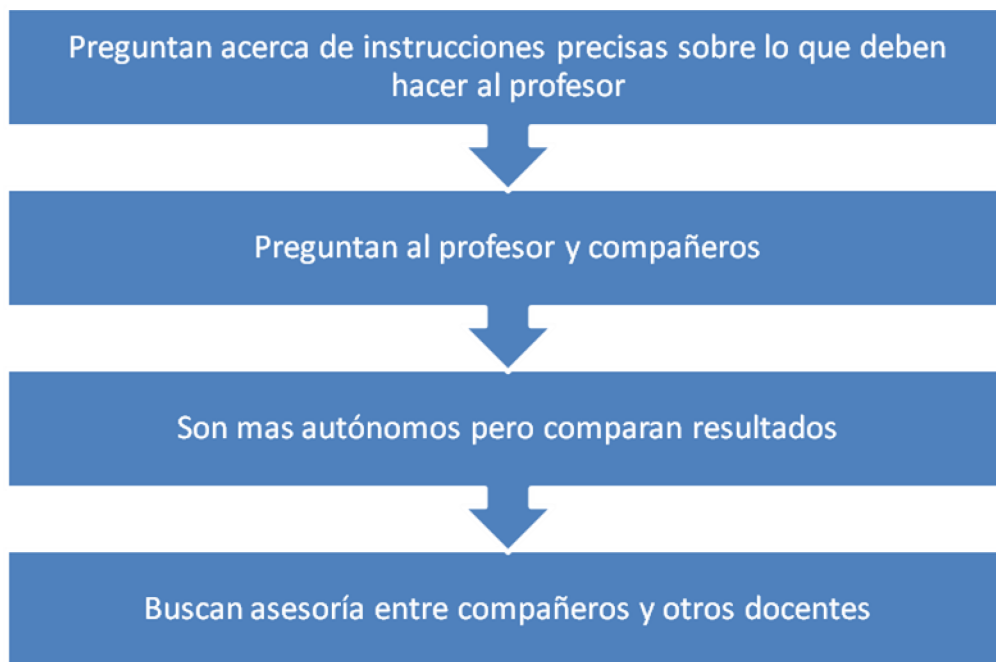 Preguntan acerca de instrucciones precisas sobre lo que deben
hacer al profesor
Preguntan al profesor y compañeros
Son mas autónomos pero comparan resultados
Buscan asesoría entre compañeros y otros docentes